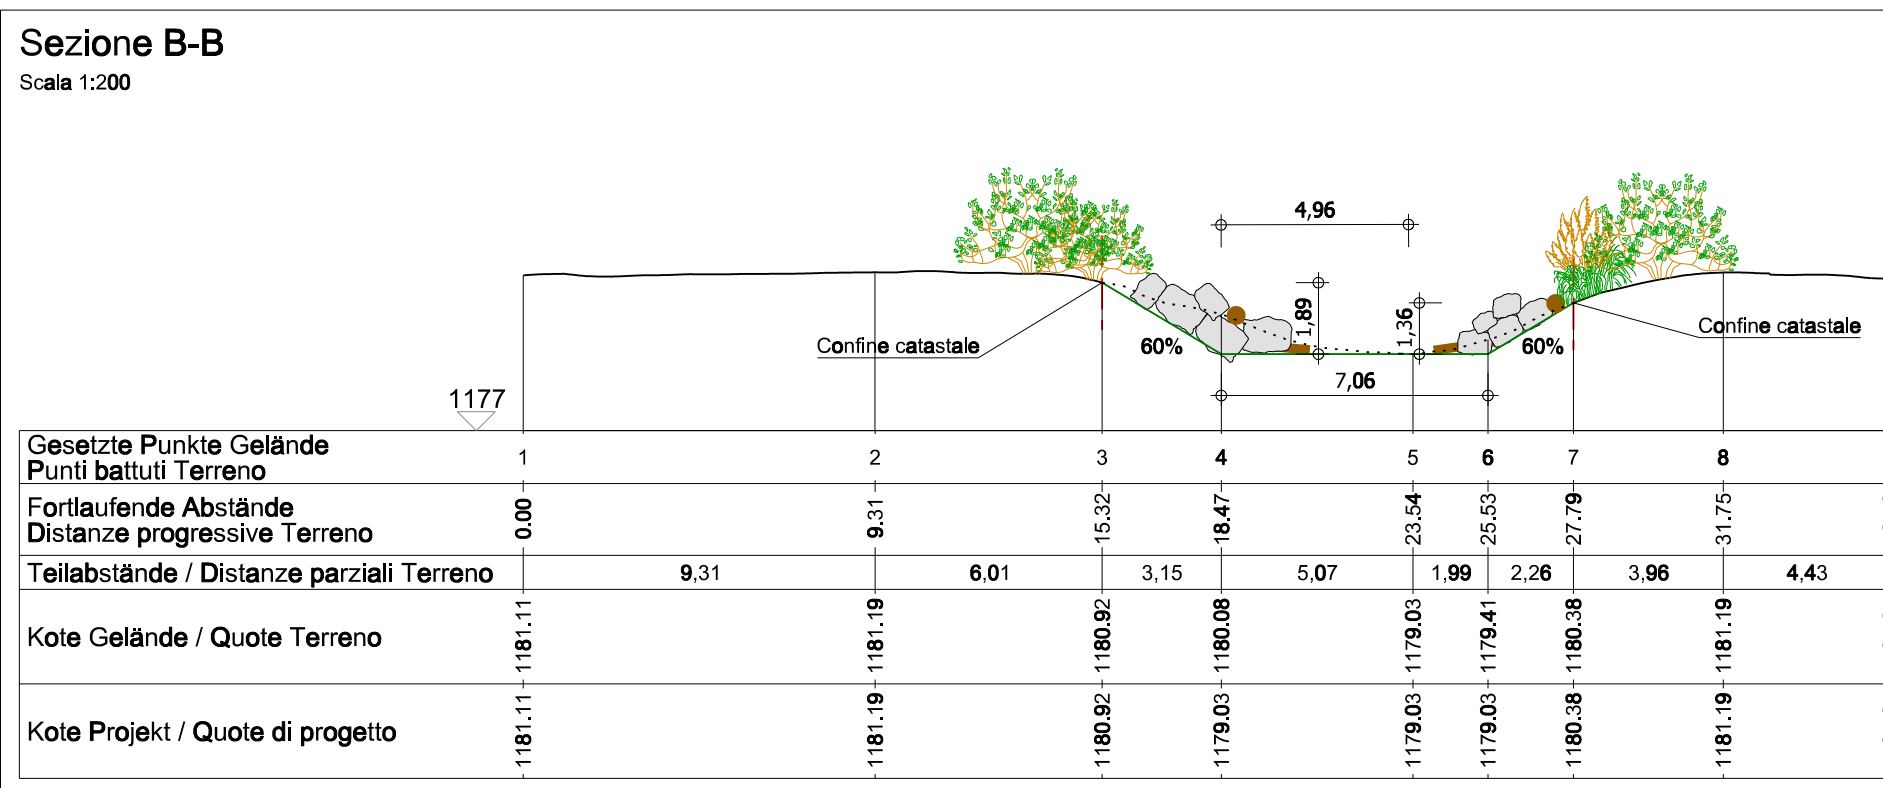 Sezione B-B
Scala 1:200
4,96
1,89
1,36
Confine catastale
60%
60%
Confine catastale
7,06
1177
Gesetzte Punkte Gelände
Punti battuti Terreno
1 2 3 4 5 6 7 8
Fortlaufende Abstände
Distanze progressive Terreno
0.00 9.31 15.32 18.47 23.54 25.53 27.79 31.75
Teilabstände / Distanze parziali Terreno
9,31 6,01 3,15 5,07 1,99 2,26 3,96 4,43
Kote Gelände / Quote Terreno
1181.11 1181.19 1180.92 1180.08 1179.03 1179.41 1180.38 1181.19
Kote Projekt / Quote di progetto
1181.11 1181.19 1180.92 1179.03 1179.03 1179.03 1180.38 1181.19